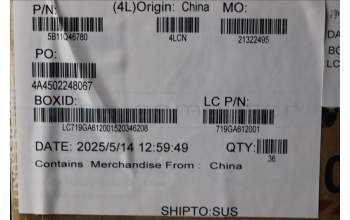 P/N: (4L)Origin: China MO:
5B11Q46780 4LCN 21322495
PO:
4A4502248067
BOXID: LC P/N:
LC719GA612001520346208 719GA612001
DATE: 2025/5/14 12:59:49 QTY:
36
Contains Merchandise From : China
SHIPTO:SUS